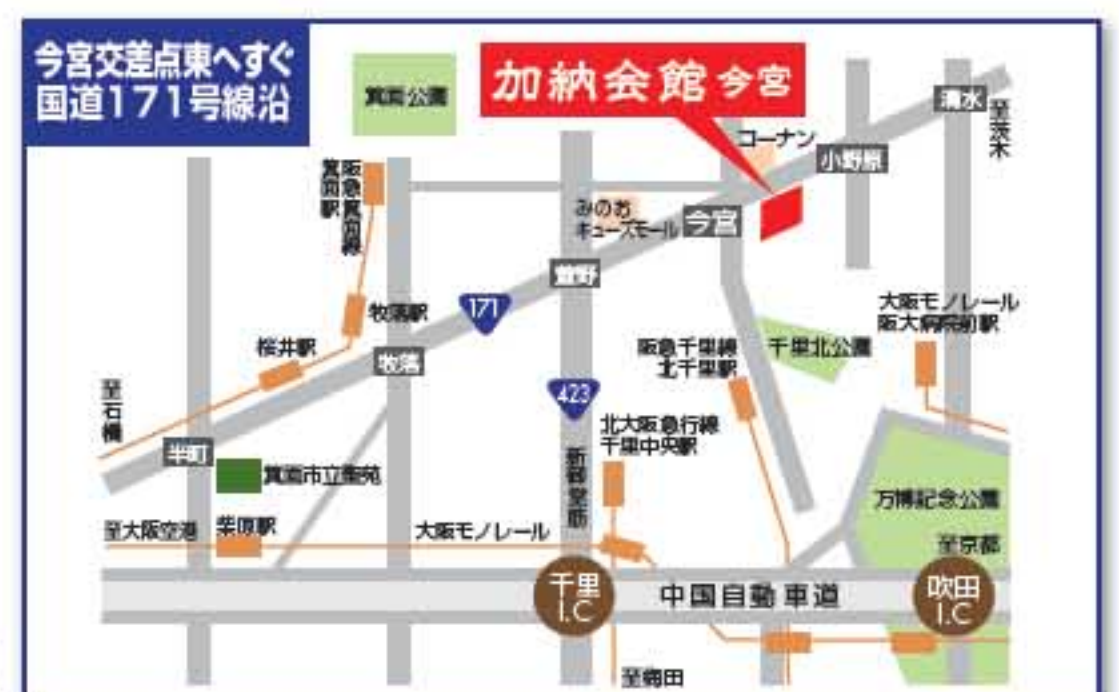 今宮交差点東へすぐ
国道171号線沿
箕面公園
加納会館 今宮
コーナン
小野原
清水
至茨木
阪急箕面線
箕面駅
みのお
キューズモール
今宮
萱野
171
牧落駅
牧落
桜井駅
大阪モノレール
阪大病院前駅
阪急千里線
北千里駅
千里北公園
至石橋
423
北大阪急行線
千里中央駅
半町
箕面市立聖苑
新御堂筋
万博記念公園
至大阪空港
柴原駅
大阪モノレール
至京都
千里
I.C
中国自動車道
吹田
I.C
至梅田